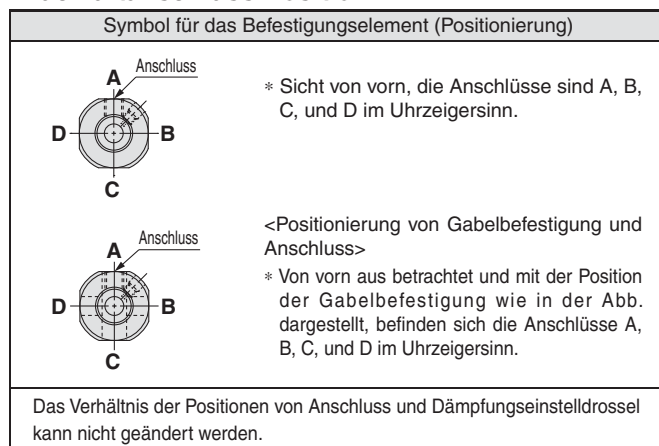 Symbol für das Befestigungselement (Positionierung)
A Anschluss
D B
C
* Sicht von vorn, die Anschlüsse sind A, B,
C, und D im Uhrzeigersinn.
A Anschluss
D B
C
<Positionierung von Gabelbefestigung und
Anschluss>
* Von vorn aus betrachtet und mit der Position
der Gabelbefestigung wie in der Abb.
dargestellt, befinden sich die Anschlüsse A,
B, C, und D im Uhrzeigersinn.
Das Verhältnis der Positionen von Anschluss und Dämpfungseinstelldrossel
kann nicht geändert werden.